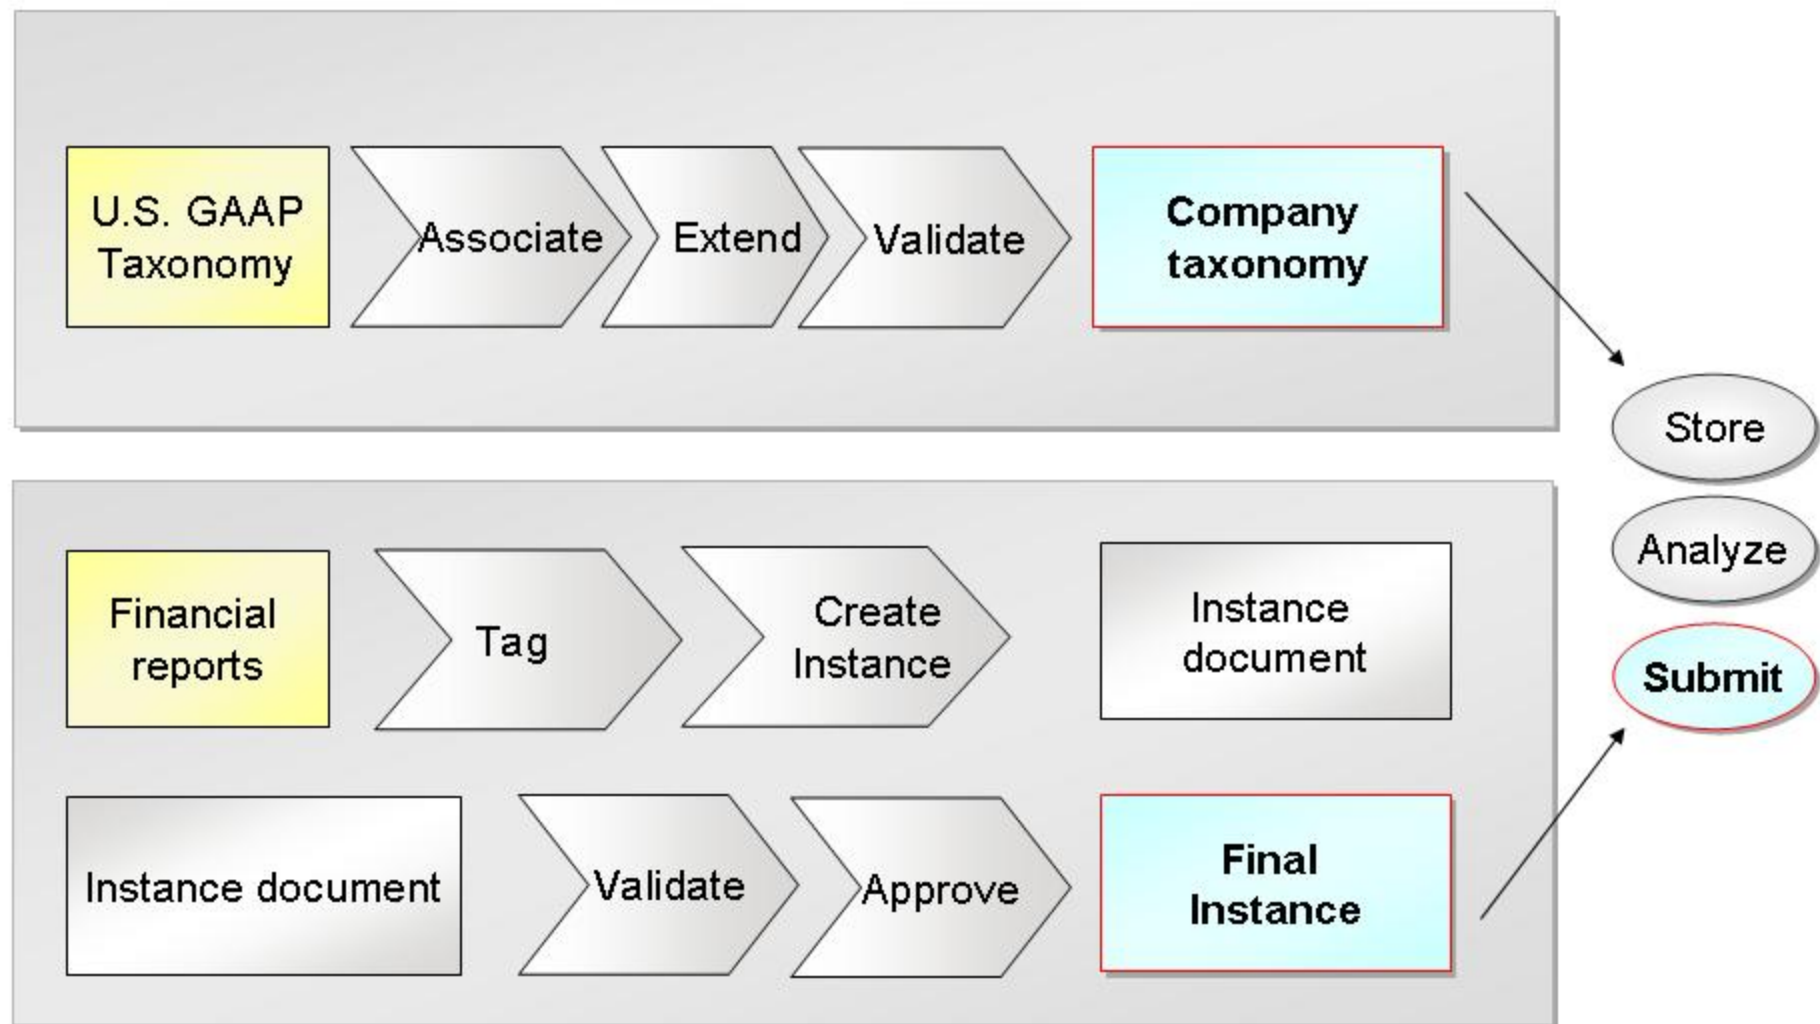 U.S. GAAP
Taxonomy
Associate
Extend
Validate
Company
taxonomy
Store
Analyze
Submit
Financial
reports
Tag
Create
Instance
Instance
document
Instance document
Validate
Approve
Final
Instance